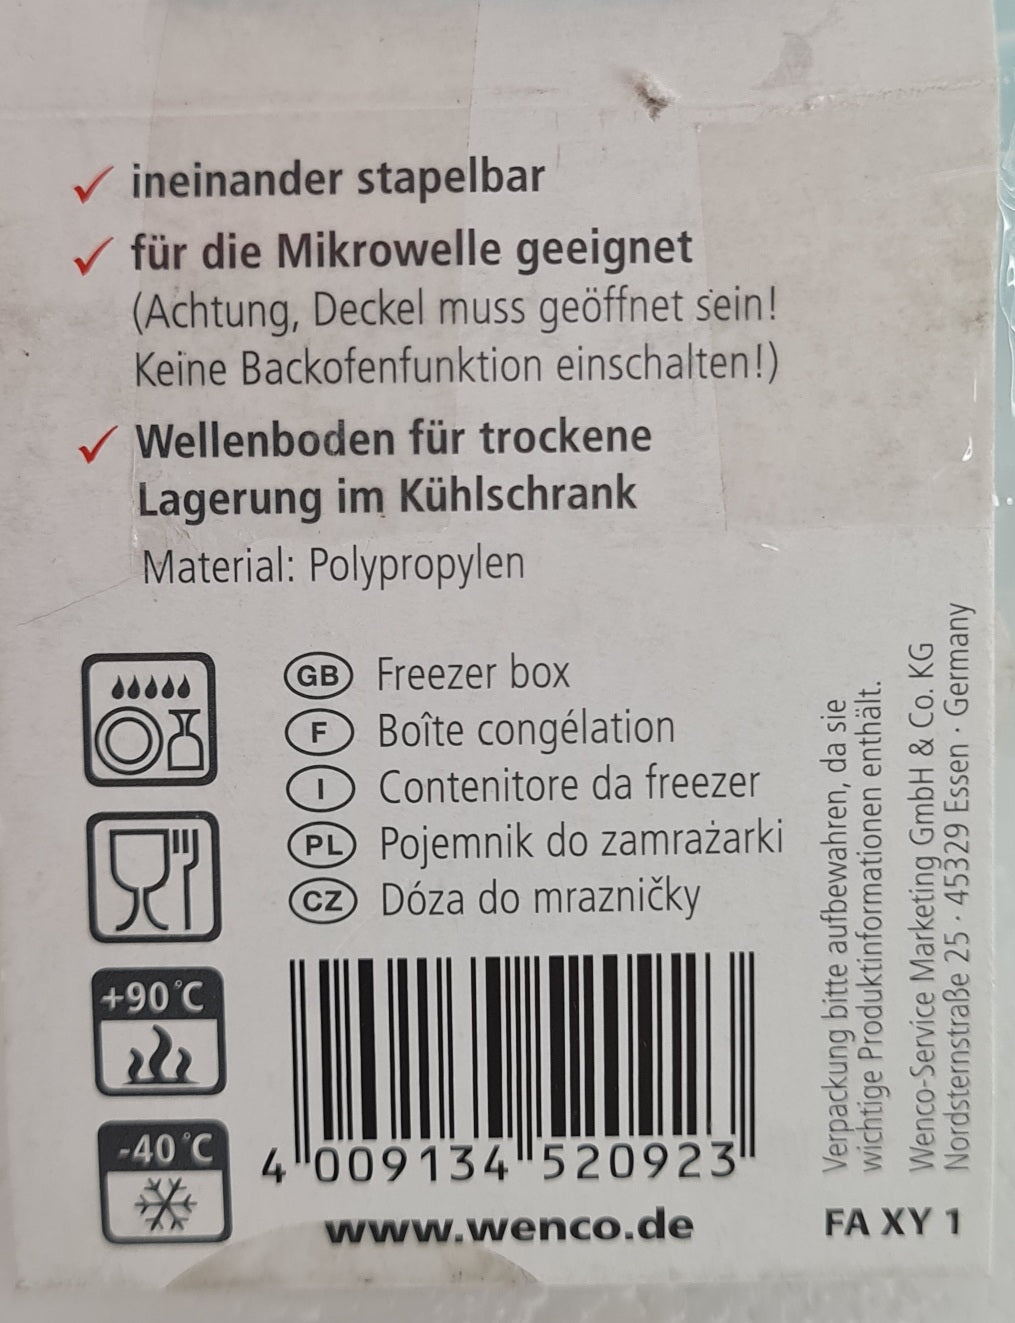 ineinander stapelbar
für die Mikrowelle geeignet
(Achtung, Deckel muss geöffnet sein!
Keine Backofenfunktion einschalten!)
Wellenboden für trockene
Lagerung im Kühlschrank
Material: Polypropylen
GB Freezer box
F Boîte congélation
I Contenitore da freezer
PL Pojemnik do zamrażarki
CZ Dóza do mrazničky
+90°C
-40°C
4 009134 520923
www.wenco.de
Verpackung bitte aufbewahren, da sie
wichtige Produktinformationen enthält.
Wenco-Service Marketing GmbH & Co. KG
Nordsternstraße 25 · 45329 Essen · Germany
FA XY 1